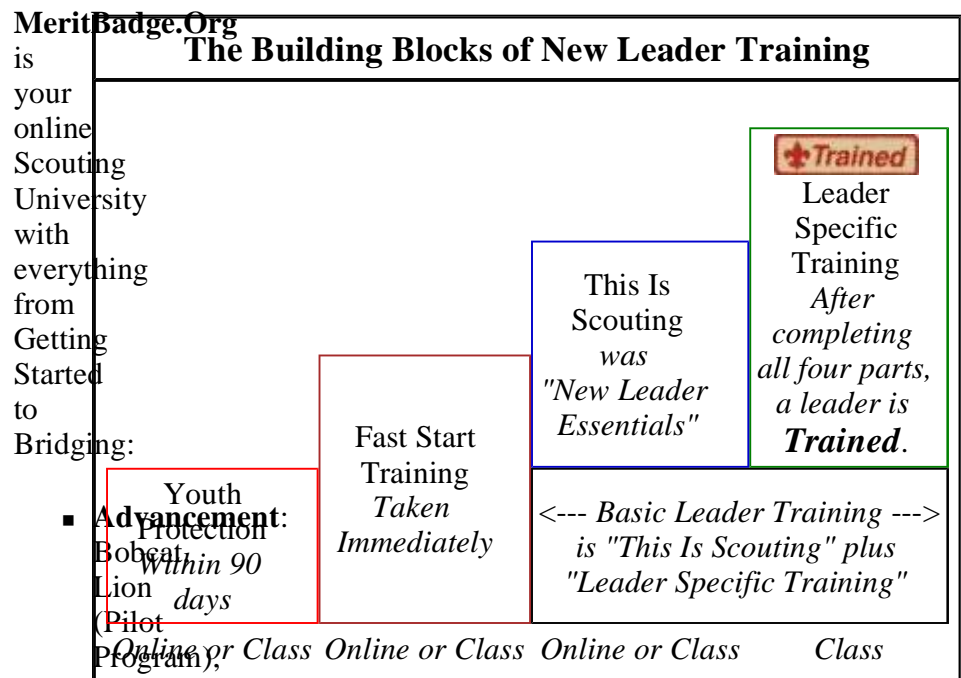 MeritBadge.Org
is
your
online
Scouting
University
with
everything
from
Getting
Started
to
Bridging:
▪ Advancement:
Bobcat,
Lion
(Pilot
Program),
The Building Blocks of New Leader Training
Youth
Protection
Within 90
days
Online or Class
Fast Start
Training
Taken
Immediately
Online or Class
This Is
Scouting
was
"New Leader
Essentials"
Trained
Leader
Specific
Training
After
completing
all four parts,
a leader is
Trained.
<--- Basic Leader Training --->
is "This Is Scouting" plus
"Leader Specific Training"
Online or Class
Class